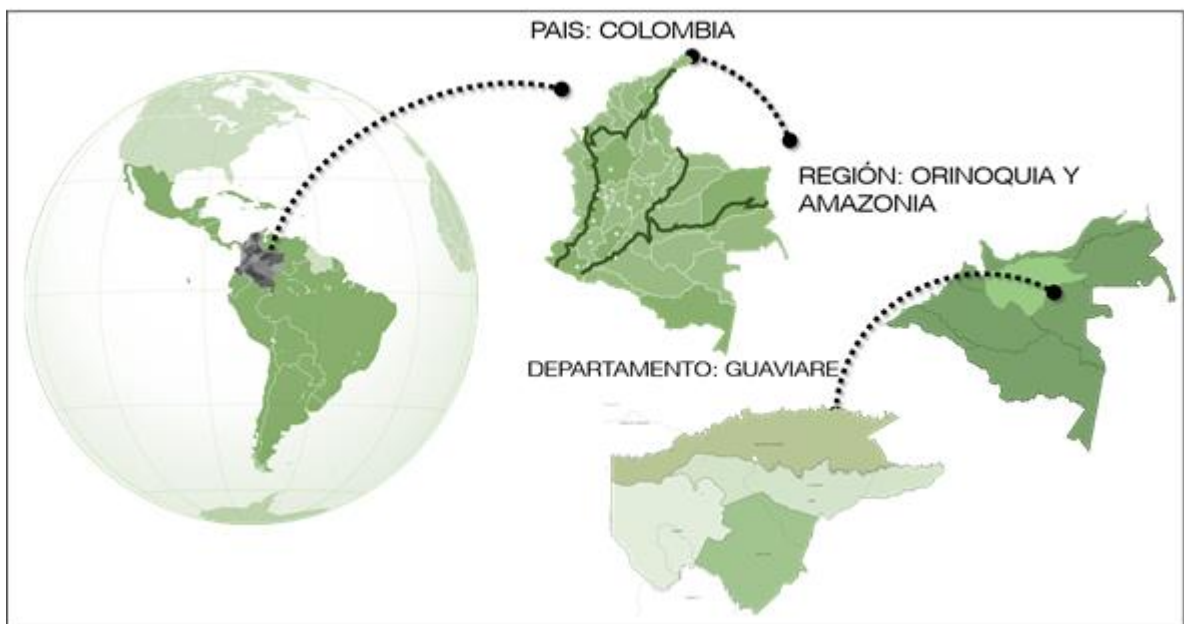 PAIS: COLOMBIA
REGIÓN: ORINOQUIA Y
AMAZONIA
DEPARTAMENTO: GUAVIARE